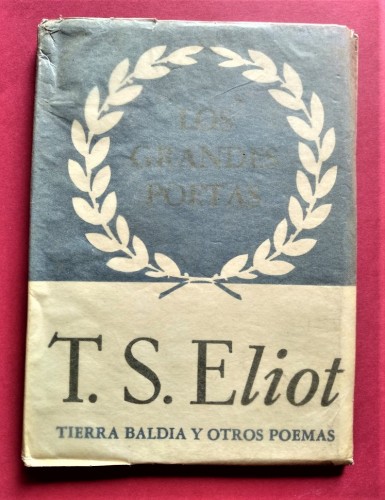 LOS
GRANDES
POETAS
T. S. Eliot
TIERRA BALDIA Y OTROS POEMAS